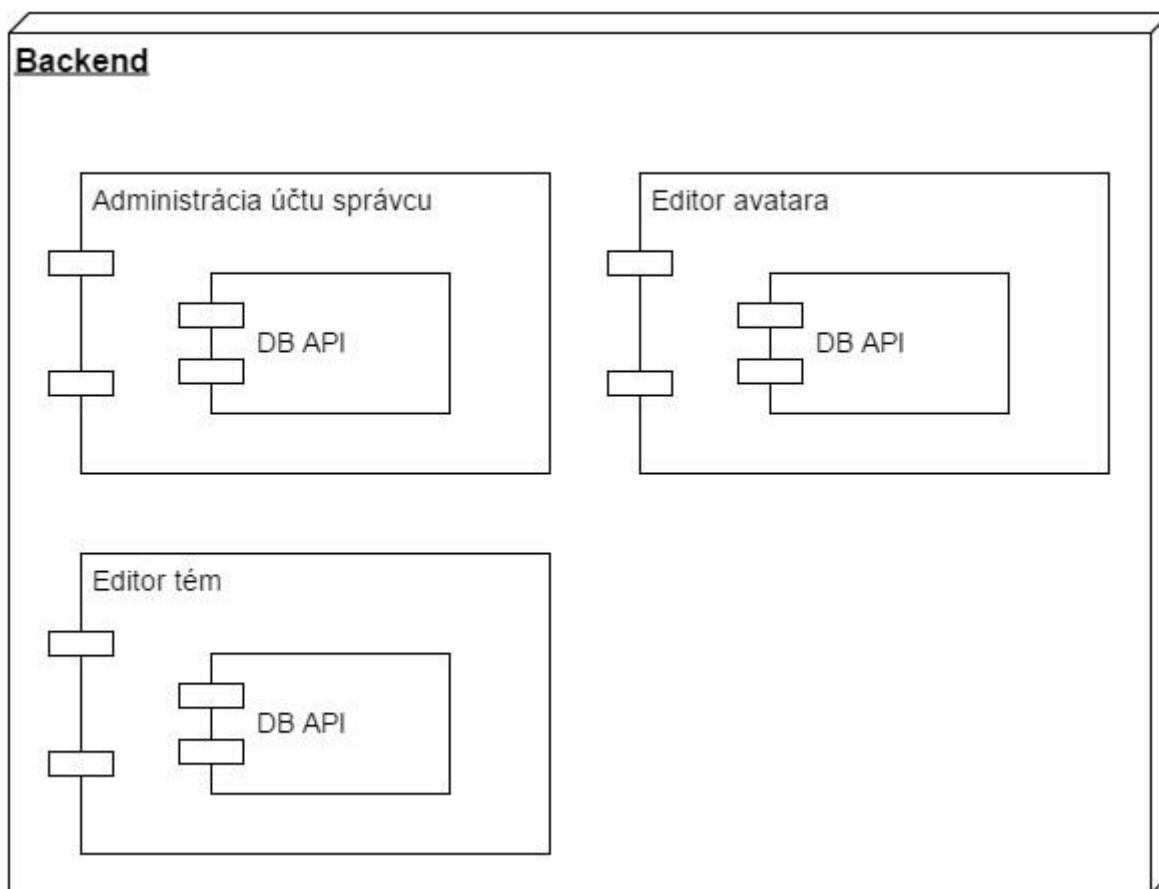 Backend
Administrácia účtu správcu
DB API
Editor avatara
DB API
Editor tém
DB API